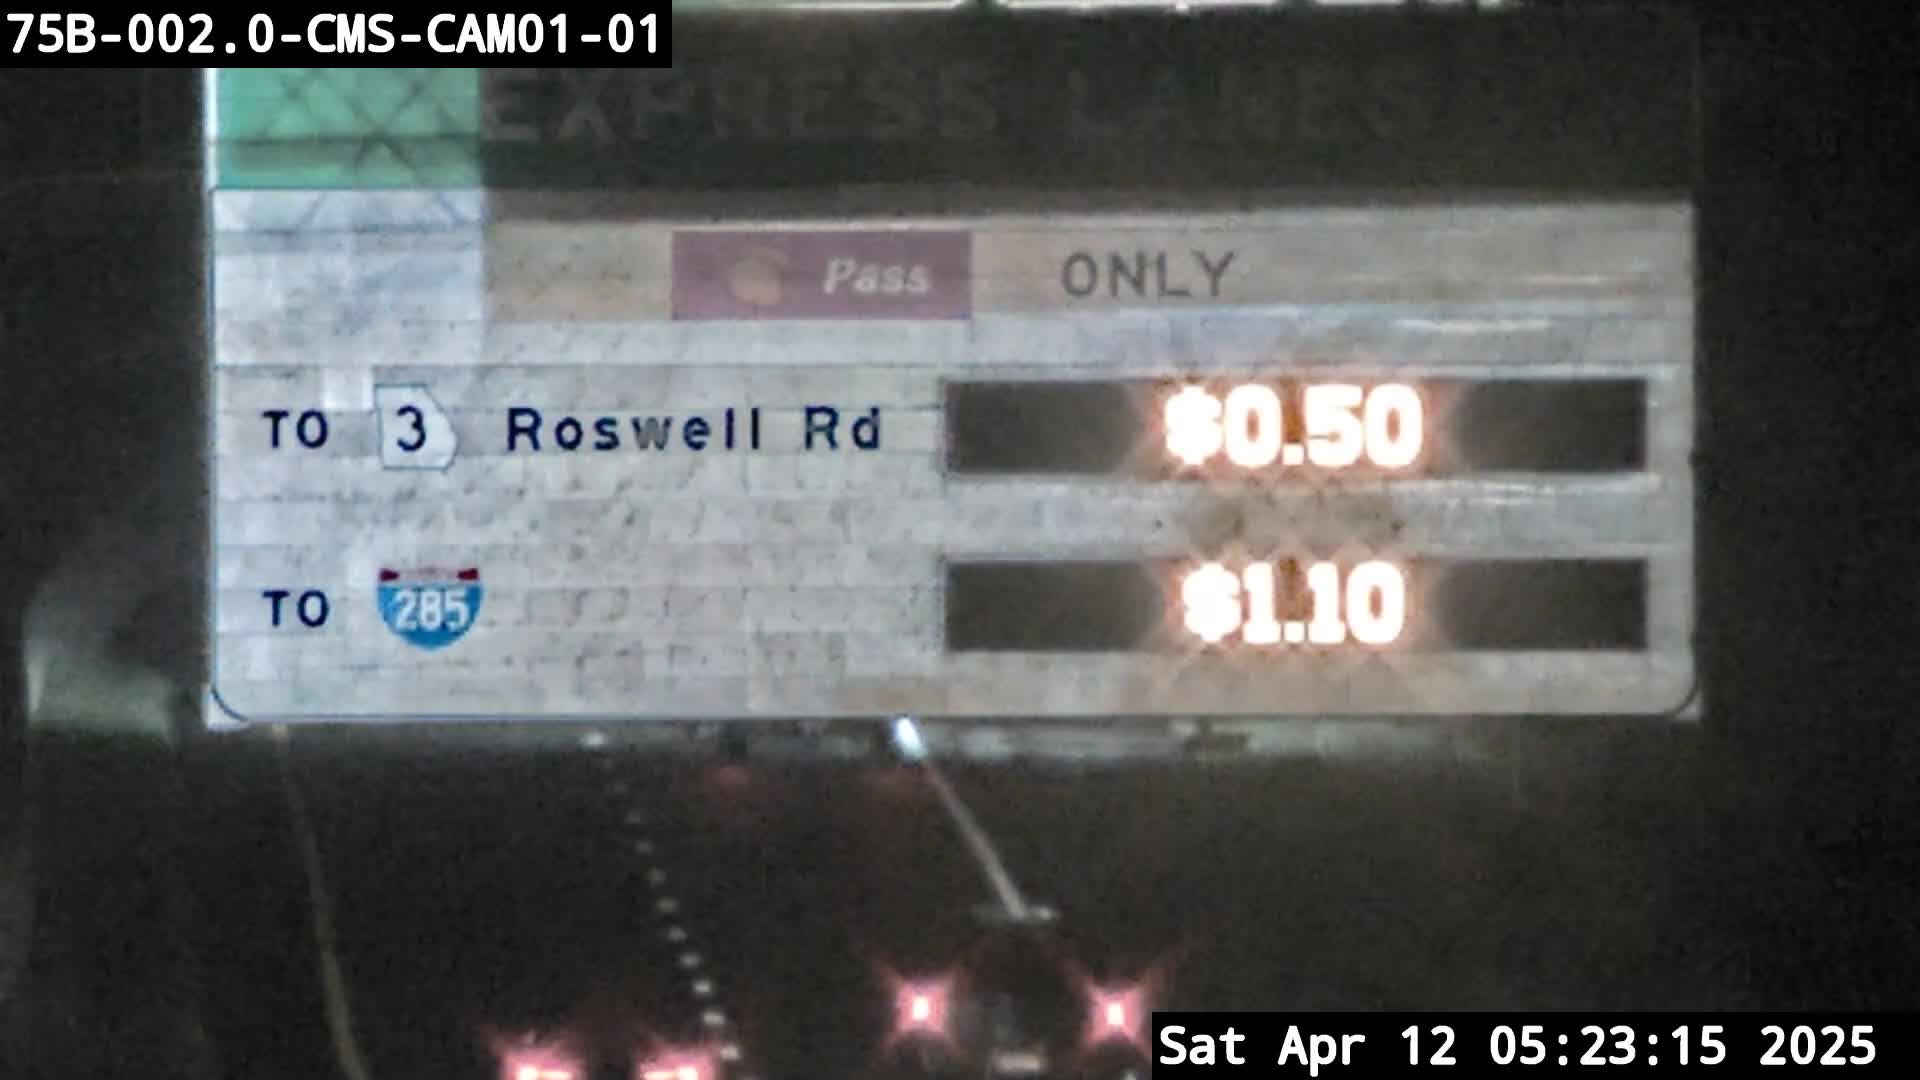 75B-002.0-CMS-CAM01-01
EXPRESS LANES
Pass ONLY
TO 3 Roswell Rd $0.50
TO 285 $1.10
Sat Apr 12 05:23:15 2025